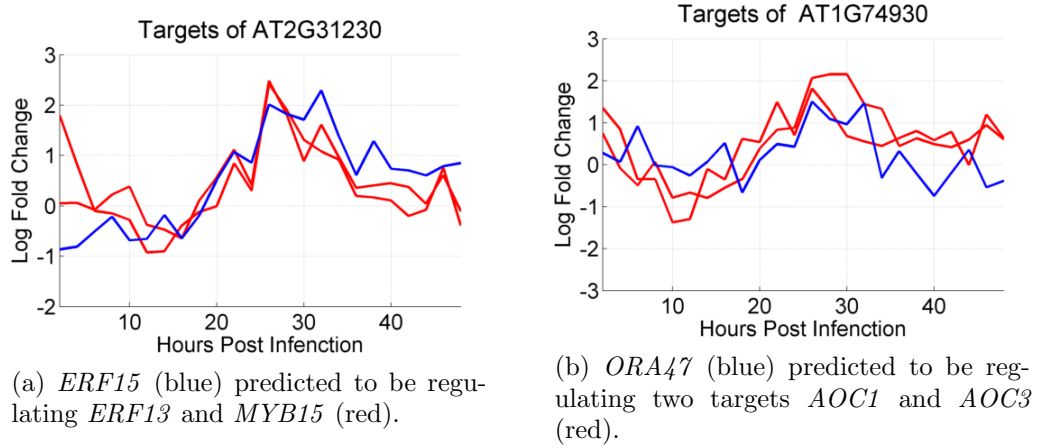 Targets of AT2G31230
3
2
1
0
-1
-2
Log Fold Change
10 20 30 40
Hours Post Infenction
(a) ERF15 (blue) predicted to be regu-
lating ERF13 and MYB15 (red).
Targets of AT1G74930
3
2
1
0
-1
-2
-3
Log Fold Change
10 20 30 40
Hours Post Infenction
(b) ORA47 (blue) predicted to be reg-
ulating two targets AOC1 and AOC3
(red).